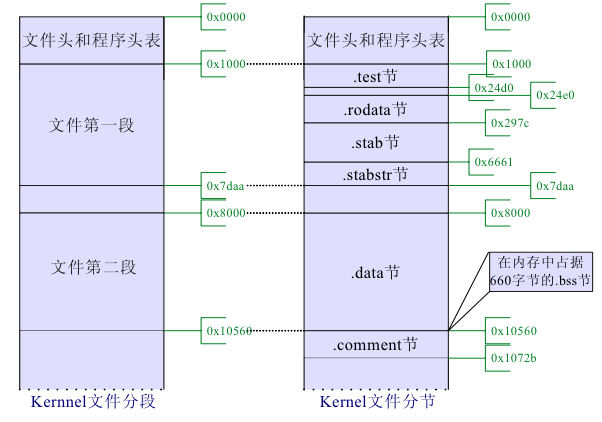 0x0000
0x0000
文件头和程序头表
文件头和程序头表
0x1000
0x1000
.test节
0x24d0
0x24e0
.rodata节
文件第一段
0x297c
.stab节
0x6661
.stabstr节
0x7daa
0x7daa
0x8000
0x8000
文件第二段
.data节
在内存中占据
660字节的.bss节
0x10560
0x10560
.comment节
0x1072b
Kernnel文件分段
Kernel文件分节